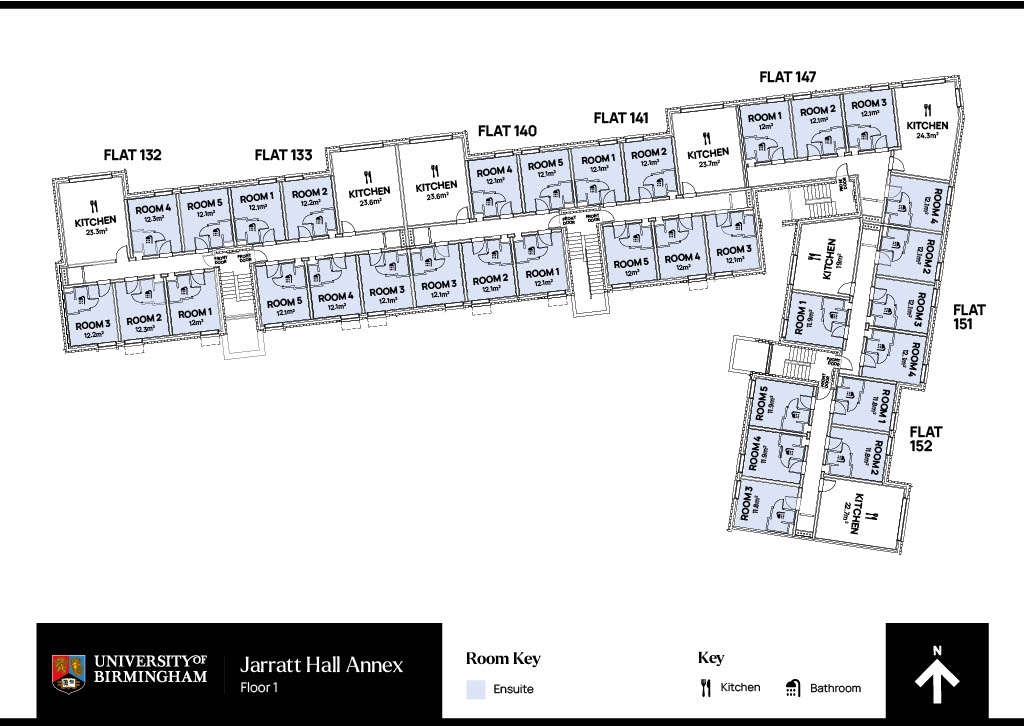 FLAT 147
FLAT 141
FLAT 140
FLAT 133
FLAT 132
KITCHEN
23.3m²
ROOM 4
12.3m²
ROOM 5
12.1m²
ROOM 1
12.1m²
ROOM 2
12.2m²
KITCHEN
23.6m²
KITCHEN
23.6m²
ROOM 4
12.1m²
ROOM 5
12.1m²
ROOM 1
12.1m²
ROOM 2
12.1m²
KITCHEN
23.7m²
ROOM 1
12m²
ROOM 2
12.1m²
ROOM 3
12.1m²
KITCHEN
24.3m²
FRONT
DOOR
FRONT
DOOR
FRONT
DOOR
FRONT
DOOR
ROOM 3
12.2m²
ROOM 2
12.3m²
ROOM 1
12m²
ROOM 5
12.1m²
ROOM 4
12.1m²
ROOM 3
12.1m²
ROOM 3
12.1m²
ROOM 2
12.1m²
ROOM 1
12.1m²
ROOM 5
12m²
ROOM 4
12m²
ROOM 3
12.1m²
FRONT
DOOR
ROOM 4
12.1m²
KITCHEN
19m²
ROOM 2
12.1m²
ROOM 1
11.9m²
ROOM 3
12.1m²
FLAT
151
ROOM 4
12.1m²
FRONT
DOOR
FRONT
DOOR
ROOM 5
11.9m²
ROOM 1
11.8m²
ROOM 4
11.9m²
ROOM 2
11.8m²
FLAT
152
ROOM 3
11.8m²
KITCHEN
22.7m²
UNIVERSITY OF
BIRMINGHAM
Jarratt Hall Annex
Floor 1
Room Key
Ensuite
Key
Kitchen
Bathroom
N